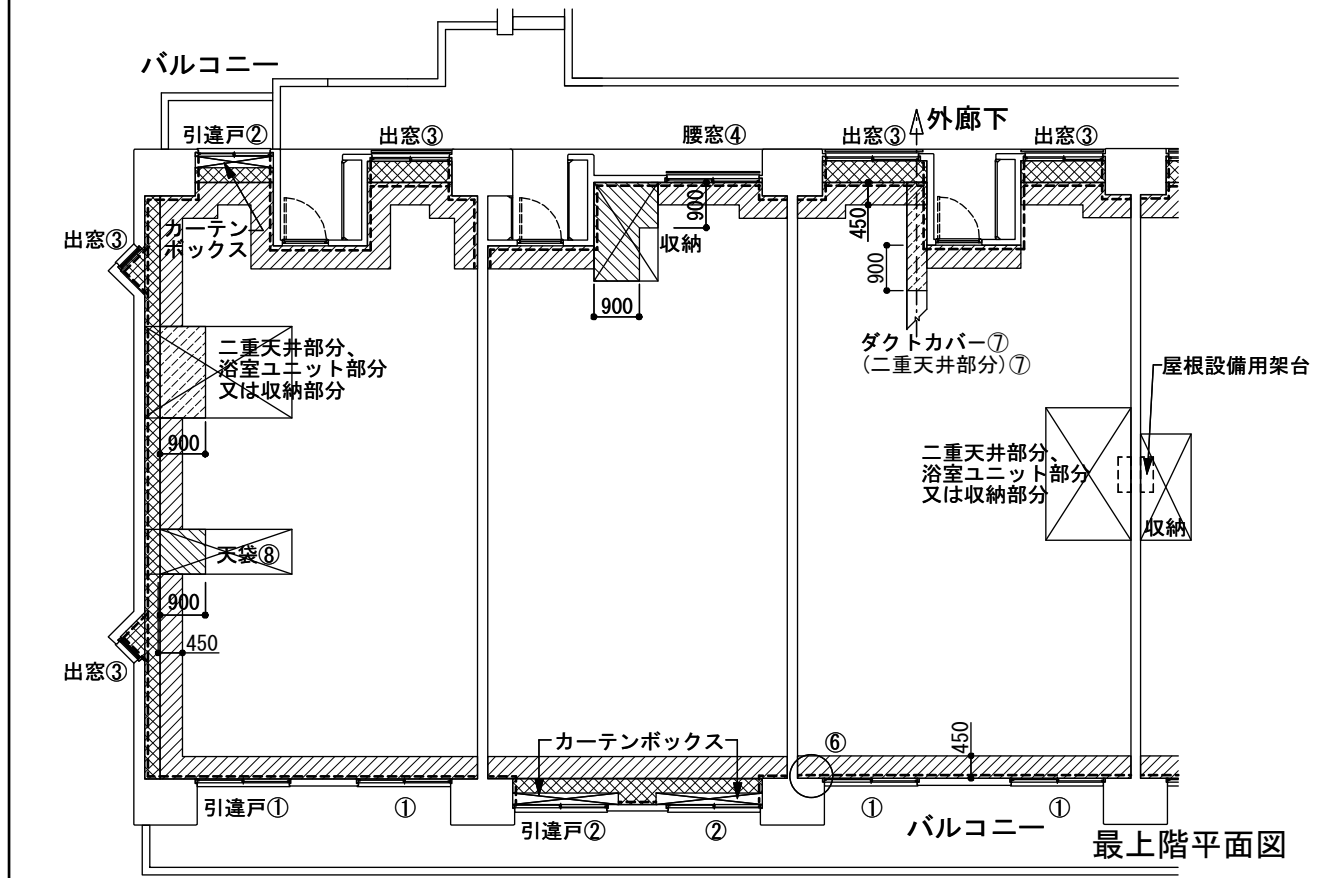 バルコニー
引違戸②
出窓③
腰窓④
出窓③
外廊下
出窓③
カーテン
ボックス
出窓③
900
収納
450
900
900
二重天井部分、
浴室ユニット部分
又は収納部分
900
ダクトカバー⑦
(二重天井部分)⑦
屋根設備用架台
二重天井部分、
浴室ユニット部分
又は収納部分
収納
天袋⑧
900
450
出窓③
カーテンボックス
⑥
450
引違戸①
①
引違戸②
②
①
①
バルコニー
最上階平面図